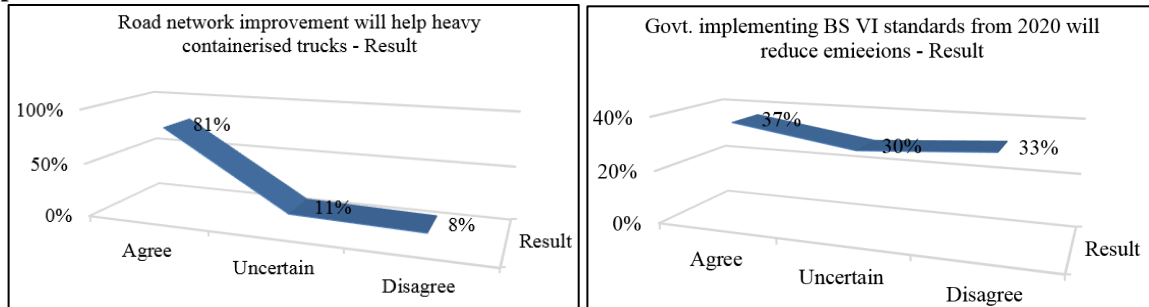 Road network improvement will help heavy
containerised trucks - Result
100%
50%
0%
81%
11%
8%
Agree
Uncertain
Disagree
Result
Govt. implementing BS VI standards from 2020 will
reduce emieeions - Result
40%
20%
0%
37%
30%
33%
Agree
Uncertain
Disagree
Result